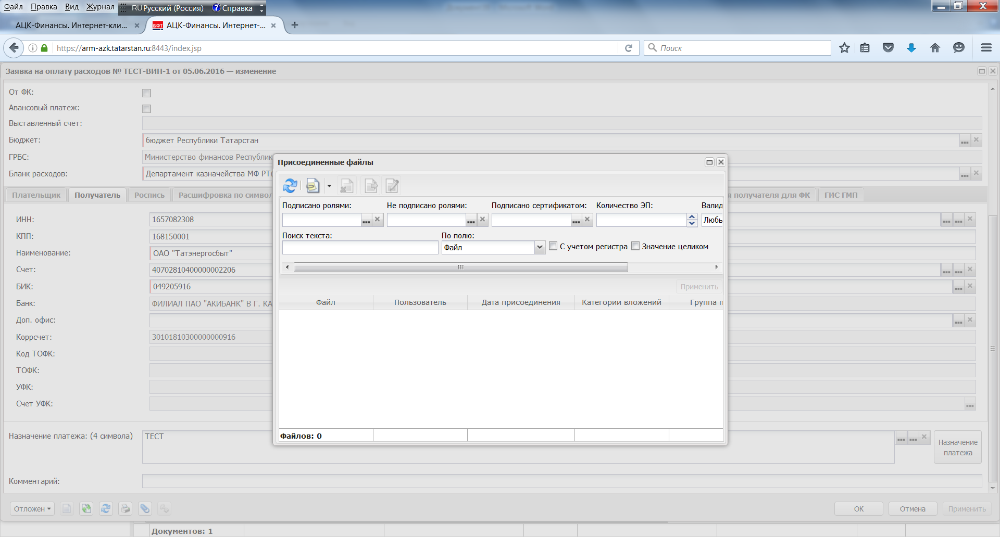 Файл Правка Вид Журнал RU Русский (Россия) Справка
АЦК-Финансы. Интернет-кли... БФТ АЦК-Финансы. Интернет-...
https://arm-azk.tatarstan.ru:8443/index.jsp Поиск
Заявка на оплату расходов № ТЕСТ-ВИН-1 от 05.06.2016 — изменение
От ФК:
Авансовый платеж:
Выставленный счет:
Бюджет: бюджет Республики Татарстан
ГРБС: Министерство финансов Республик
Бланк расходов: Департамент казначейства МФ РТ(
Плательщик Получатель Роспись Расшифровка по символ я получателя для ФК ГИС ГМП
ИНН: 1657082308
КПП: 168150001
Наименование: ОАО "Татэнергосбыт"
Счет: 40702810400000002206
БИК: 049205916
Банк: ФИЛИАЛ ПАО "АКИБАНК" В Г. КА
Доп. офис:
Коррсчет: 30101810300000000916
Код ТОФК:
ТОФК:
УФК:
Счет УФК:
Назначение платежа: (4 символа) ТЕСТ
Назначение
платежа
Комментарий:
Отложен ОК Отмена Применить
Документов: 1
Присоединенные файлы
Подписано ролями: Не подписано ролями: Подписано сертификатом: Количество ЭП: Валид
Любь
Поиск текста: По полю:
Файл С учетом регистра Значение целиком
Применить
Файл Пользователь Дата присоединения Категории вложений Группа п
Файлов: 0